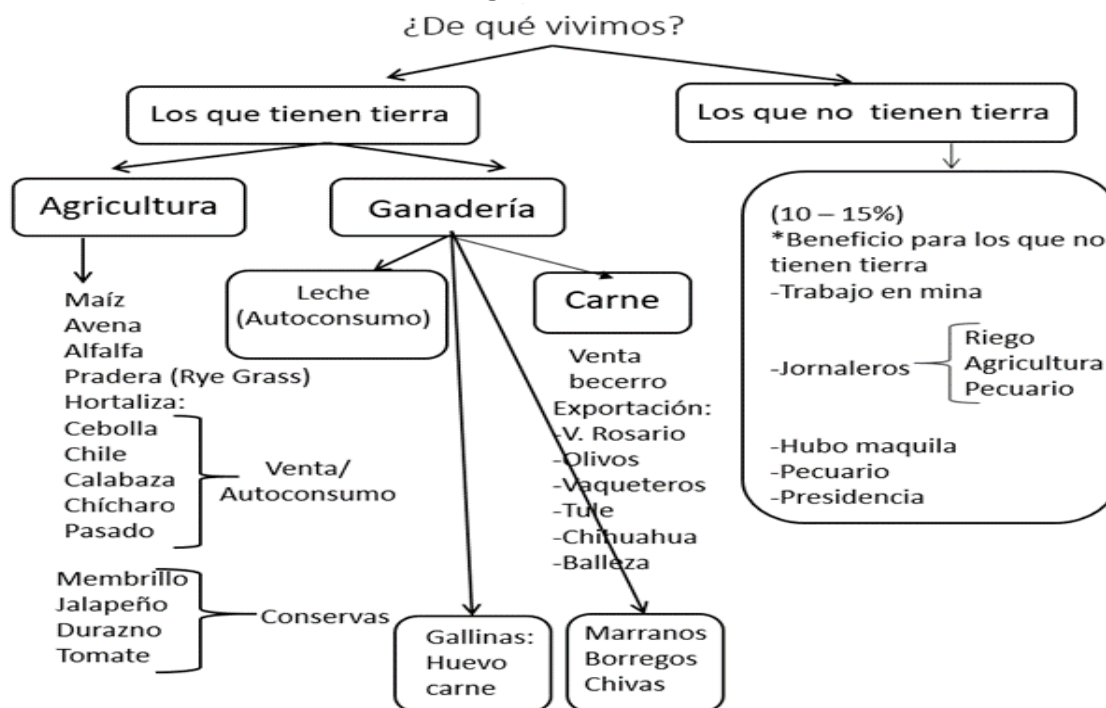 ¿De qué vivimos?
Los que tienen tierra
Los que no tienen tierra
Agricultura
Ganadería
Maíz
Avena
Alfalfa
Pradera (Rye Grass)
Hortaliza:
Cebolla
Chile
Calabaza
Chícharo
Pasado
Venta/
Autoconsumo
Membrillo
Jalapeño
Durazno
Tomate
Conservas
Leche
(Autoconsumo)
Carne
Venta
becerro
Exportación:
-V. Rosario
-Olivos
-Vaqueteros
-Tule
-Chihuahua
-Balleza
Gallinas:
Huevo
carne
Marranos
Borregos
Chivas
(10 – 15%)
*Beneficio para los que no
tienen tierra
-Trabajo en mina
-Jornaleros
Riego
Agricultura
Pecuario
-Hubo maquila
-Pecuario
-Presidencia